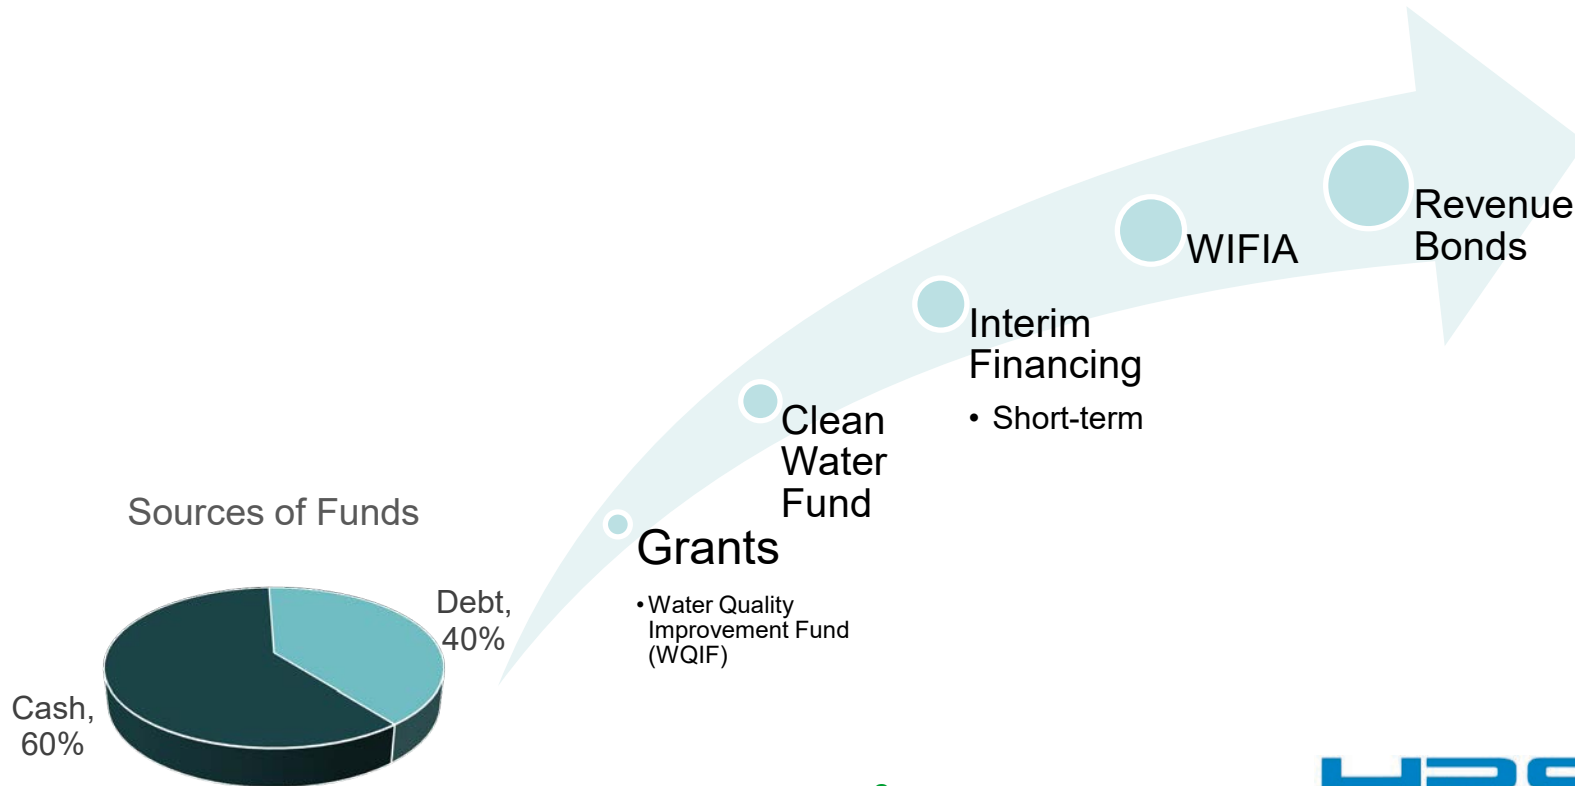 Revenue
Bonds
WIFIA
Interim
Financing
• Short-term
Clean
Water
Fund
Grants
• Water Quality
Improvement Fund
(WQIF)
Sources of Funds
Debt,
40%
Cash,
60%